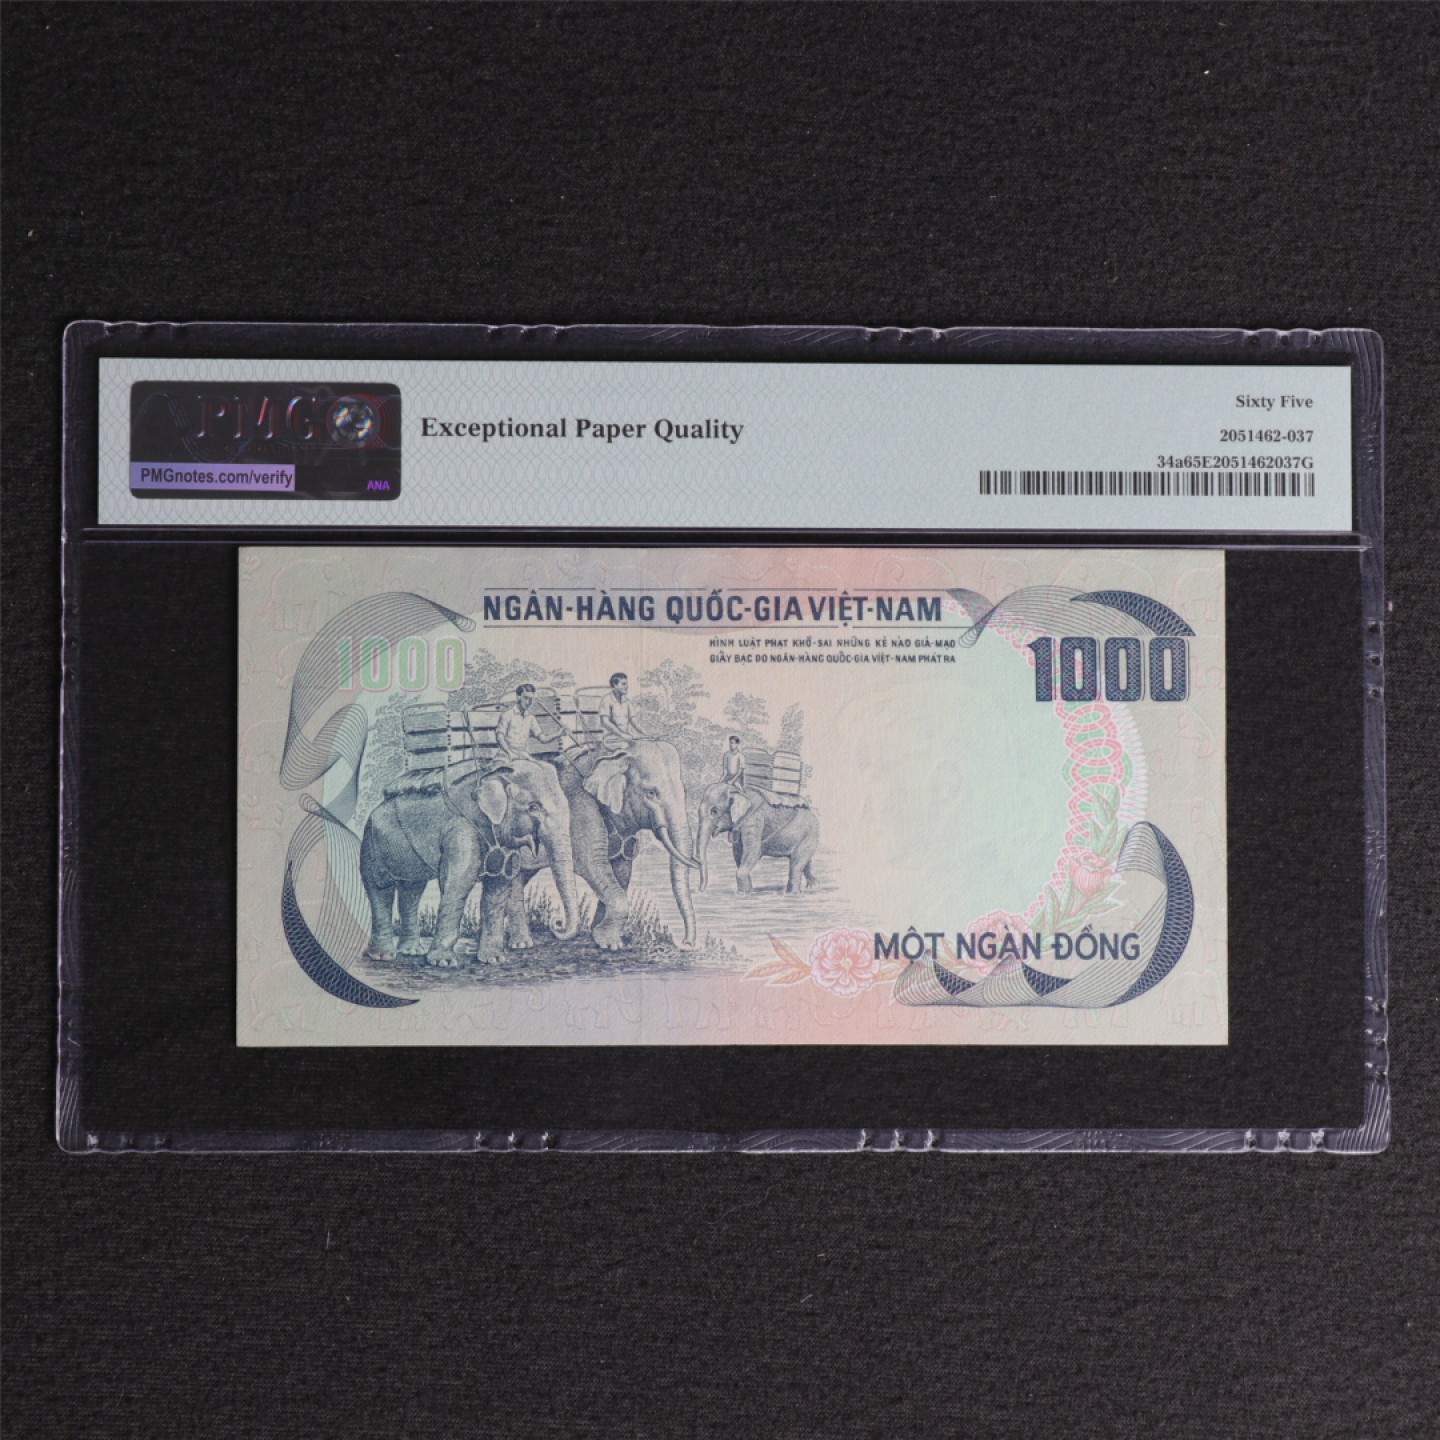 PMG
PMGnotes.com/verify
ANA
Exceptional Paper Quality
Sixty Five
2051462-037
34a65E2051462037G
NGÂN-HÀNG QUỐC-GIA VIỆT-NAM
HÌNH LUẬT PHẠT KHỔ-SAI NHỮNG KẺ NÀO GIẢ-MẠO
GIẤY BẠC DO NGÂN-HÀNG QUỐC-GIA VIỆT-NAM PHÁT RA
1000
1000
MỘT NGÀN ĐỒNG